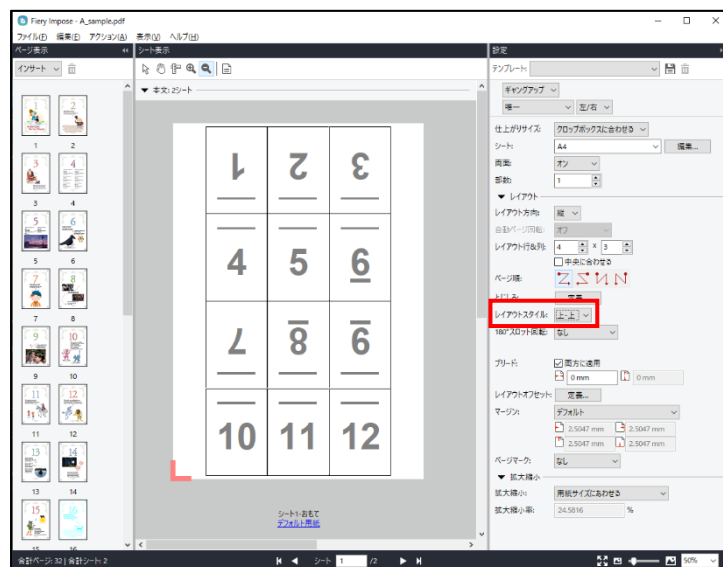 Fiery Impose - A_sample.pdf
ファイル(F) 編集(E) アクション(A) 表示(V) ヘルプ(H)
ページ表示
シート表示
設定
インサート
テンプレート:
本文: 2シート
ギャングアップ
唯一
左/右
仕上がりサイズ:
クロップボックスに合わせる
シート:
A4
編集...
両面:
オン
部数:
1
レイアウト
レイアウト方向:
縦
自動ページ回転:
オフ
レイアウト行&列:
4 x 3
中央に合わせる
ページ順:
とじしろ:
定義...
レイアウトスタイル:
上-上
180°スロット回転:
なし
ブリード:
両方に適用
0 mm
0 mm
レイアウトオフセット:
定義...
マージン:
デフォルト
2.5047 mm
2.5047 mm
2.5047 mm
2.5047 mm
ページマーク:
なし
拡大縮小
拡大縮小:
用紙サイズにあわせる
拡大縮小率:
24.5816 %
1 2
3 4
5 6
7 8
9 10
11 12
13 14
15 16
1 2 3
4 5 6
7 8 9
10 11 12
シート1-おもて
デフォルト用紙
合計ページ: 32 | 合計シート: 2
シート 1 /2
50%